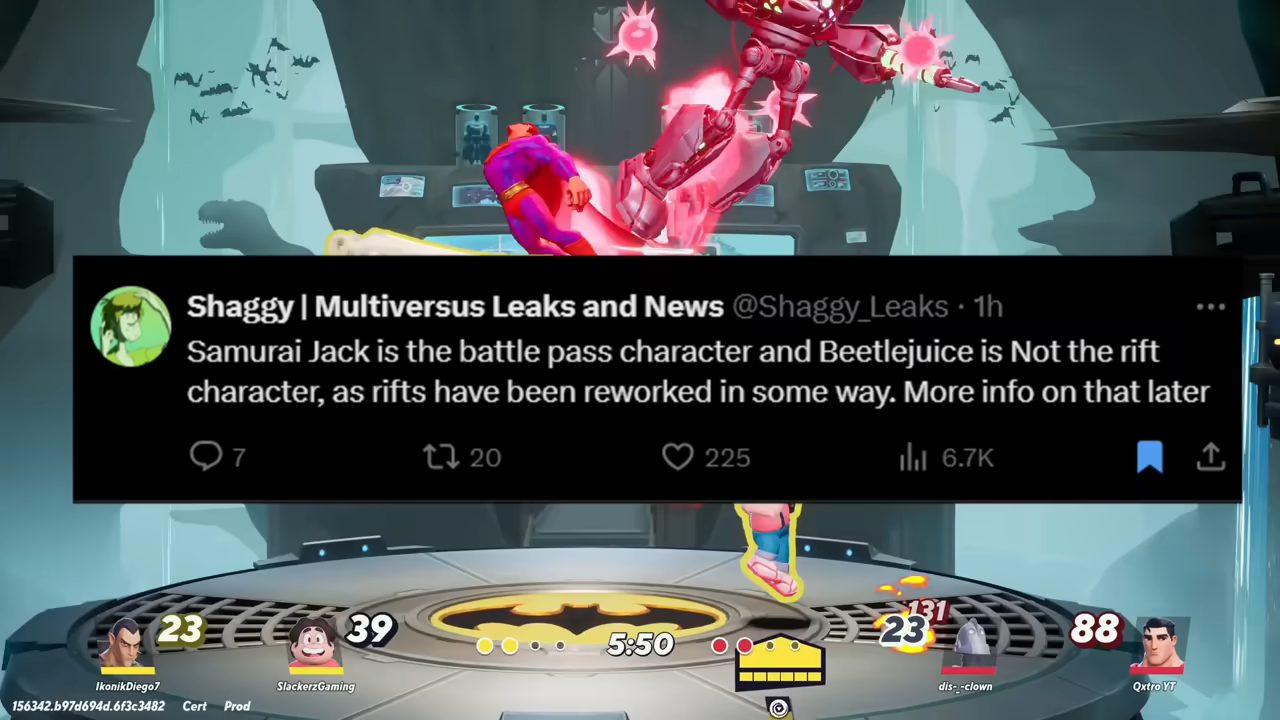 Shaggy | Multiversus Leaks and News @Shaggy_Leaks · 1h
Samurai Jack is the battle pass character and Beetlejuice is Not the rift
character, as rifts have been reworked in some way. More info on that later
7 20 225 6.7K
131
23 39 5:50 23 88
IkonikDiego7 SlackerzGaming dis-_-clown Qxtro YT
156342.b97d694d.6f3c3482 Cert Prod